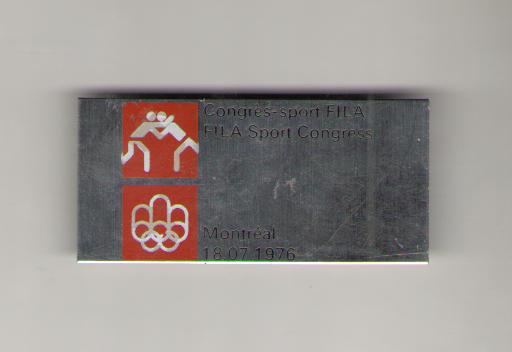 Congrès-sport FILA
FILA Sport Congress
Montréal
18.07.1976